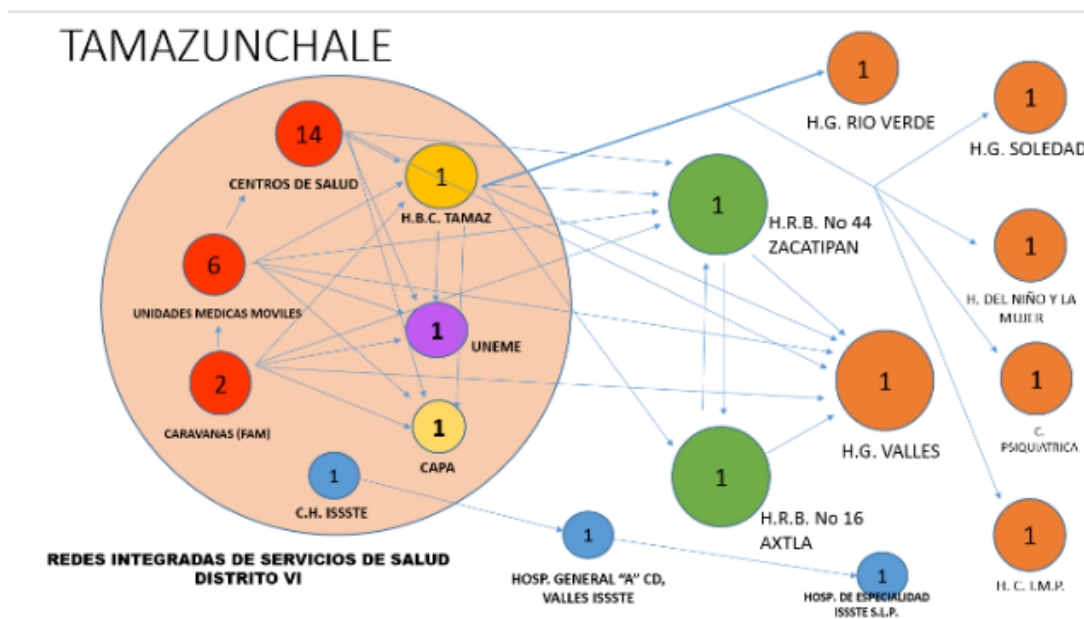 TAMAZUNCHALE
14
CENTROS DE SALUD
1
H.B.C. TAMAZ
6
UNIDADES MEDICAS MOVILES
1
UNEME
2
CARAVANAS (FAM)
1
CAPA
1
C.H. ISSSTE
REDES INTEGRADAS DE SERVICIOS DE SALUD
DISTRITO VI
1
HOSP. GENERAL "A" CD,
VALLES ISSSTE
1
HOSP. DE ESPECIALIDAD
ISSSTE S.L.P.
1
H.R.B. No 44
ZACATIPAN
1
H.R.B. No 16
AXTLA
1
H.G. VALLES
1
H.G. RIO VERDE
1
H.G. SOLEDAD
1
H. DEL NIÑO Y LA
MUJER
1
C.
PSIQUIATRICA
1
H. C. I.M.P.